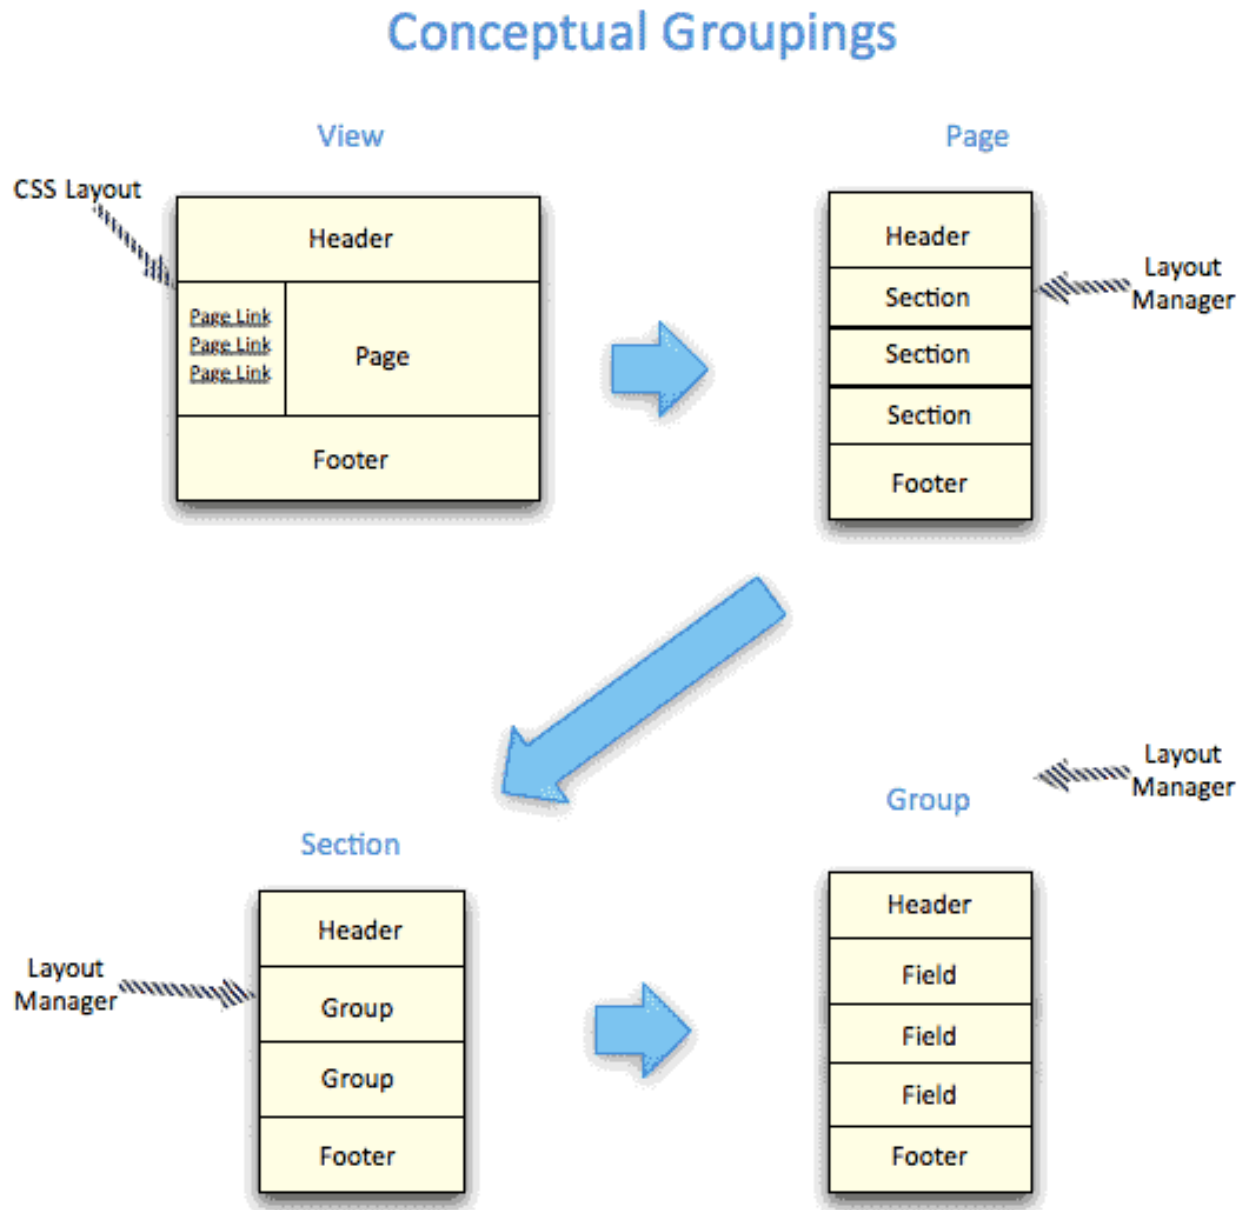 Conceptual Groupings
View
CSS Layout
Header
Page Link
Page Link
Page Link
Page
Footer
Page
Header
Section
Section
Section
Footer
Layout
Manager
Section
Header
Group
Group
Footer
Layout
Manager
Group
Layout
Manager
Header
Field
Field
Field
Footer